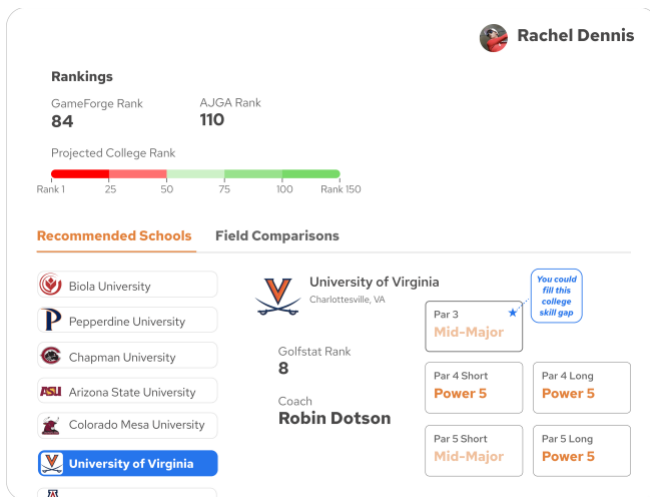 Rachel Dennis
Rankings
GameForge Rank
84
AJGA Rank
110
Projected College Rank
Rank 1
25
50
75
100
Rank 150
Recommended Schools
Field Comparisons
Biola University
Pepperdine University
Chapman University
ASU
Arizona State University
Colorado Mesa University
University of Virginia
University of Virginia
Charlottesville, VA
Golfstat Rank
8
Coach
Robin Dotson
You could
fill this
college
skill gap
Par 3
Mid-Major
Par 4 Short
Power 5
Par 4 Long
Power 5
Par 5 Short
Mid-Major
Par 5 Long
Power 5